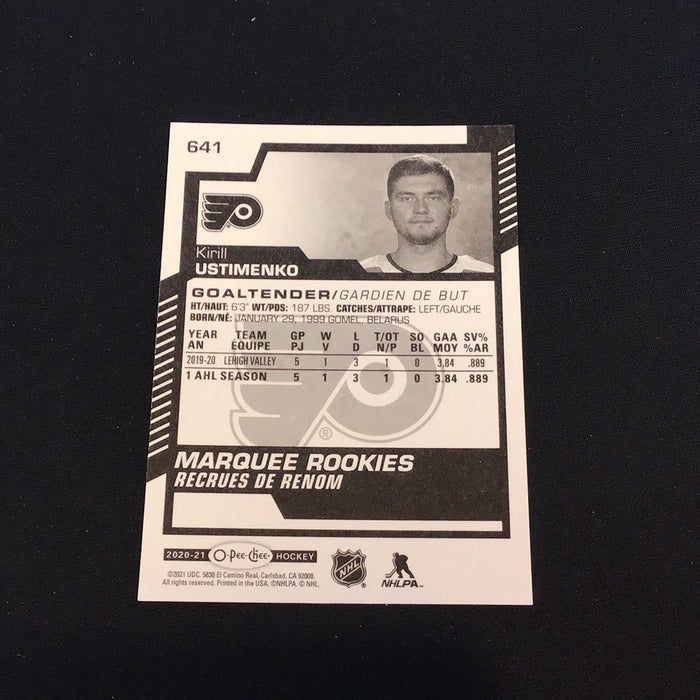 641
Kirill
USTIMENKO
GOALTENDER/GARDIEN DE BUT
HT/HAUT: 6'3" WT/PDS: 187 LBS. CATCHES/ATTRAPE: LEFT/GAUCHE
BORN/NÉ: JANUARY 29, 1999 GOMEL, BELARUS
YEAR TEAM GP W L T/OT SO GAA SV%
AN ÉQUIPE PJ V D N/P BL MOY %AR
2019-20 LEHIGH VALLEY 5 1 3 1 0 3.84 .889
1 AHL SEASON 5 1 3 1 0 3.84 .889
®
MARQUEE ROOKIES
RECRUES DE RENOM
2020-21 O-Pee-Chee HOCKEY
NHL
NHLPA
©2021 UDC. 5830 El Camino Real, Carlsbad, CA 92008.
All rights reserved. Printed in the USA. ©NHLPA. © NHL.